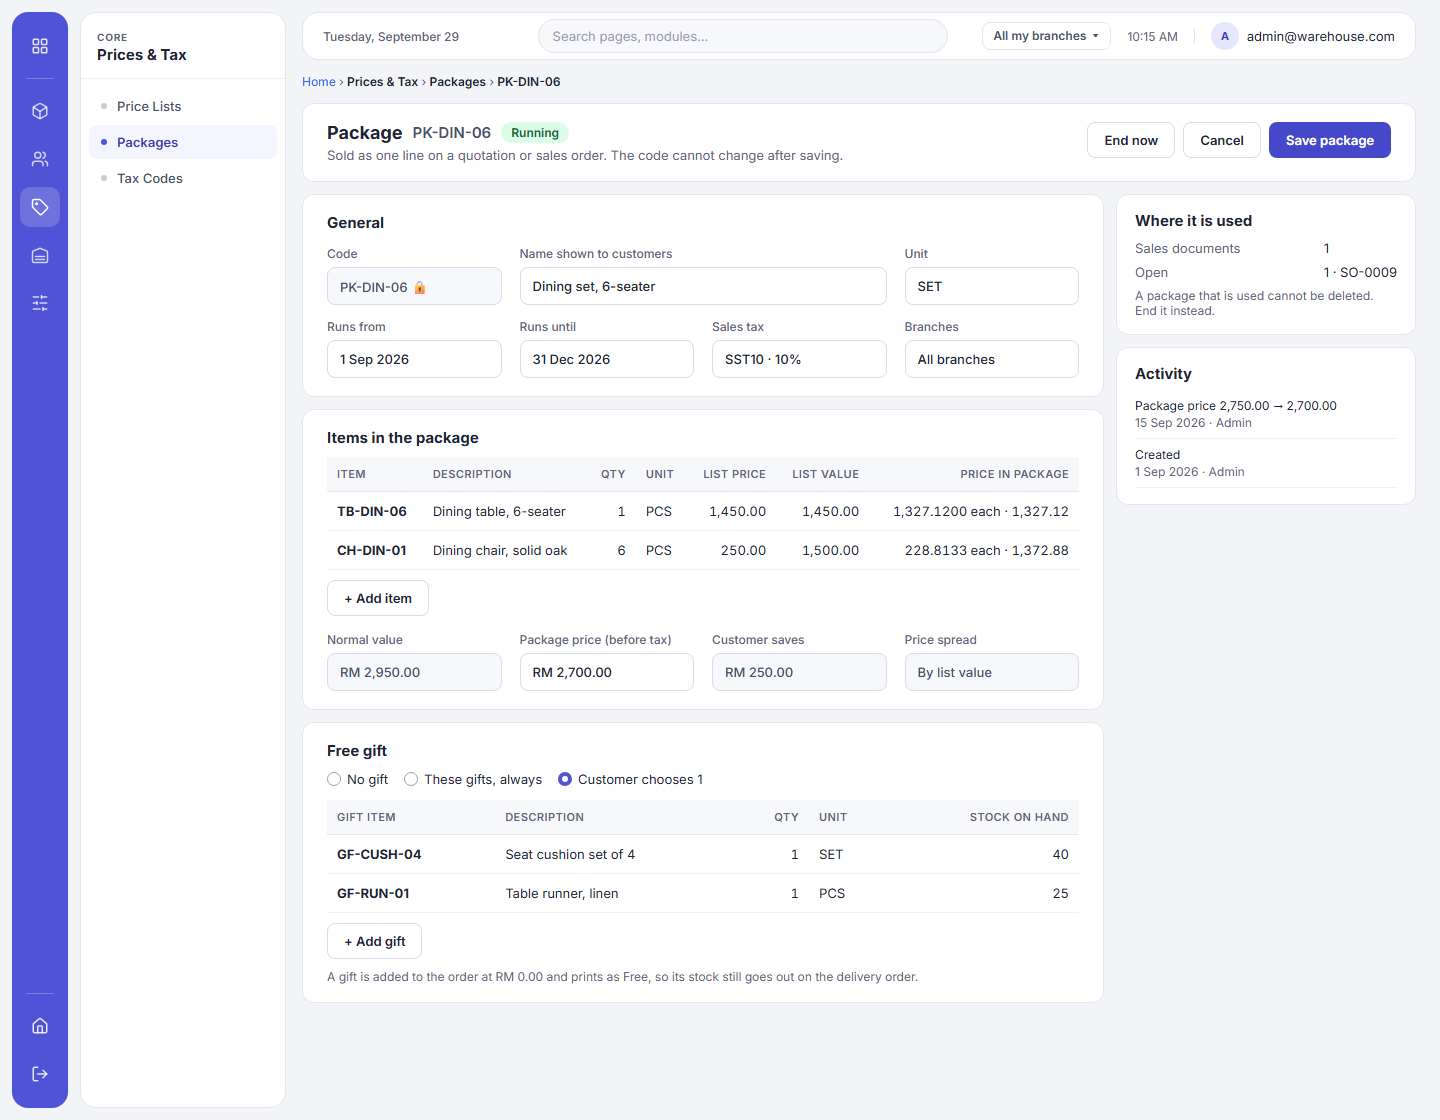 CORE
Prices & Tax
Price Lists
Packages
Tax Codes
Tuesday, September 29
Search pages, modules...
All my branches
10:15 AM
A
admin@warehouse.com
Home › Prices & Tax › Packages › PK-DIN-06
Package PK-DIN-06 Running
Sold as one line on a quotation or sales order. The code cannot change after saving.
End now
Cancel
Save package
General
Code
Name shown to customers
Unit
PK-DIN-06
Dining set, 6-seater
SET
Runs from
Runs until
Sales tax
Branches
1 Sep 2026
31 Dec 2026
SST10 · 10%
All branches
Items in the package
ITEM DESCRIPTION QTY UNIT LIST PRICE LIST VALUE PRICE IN PACKAGE
TB-DIN-06 Dining table, 6-seater 1 PCS 1,450.00 1,450.00 1,327.1200 each · 1,327.12
CH-DIN-01 Dining chair, solid oak 6 PCS 250.00 1,500.00 228.8133 each · 1,372.88
+ Add item
Normal value
Package price (before tax)
Customer saves
Price spread
RM 2,950.00
RM 2,700.00
RM 250.00
By list value
Free gift
No gift
These gifts, always
Customer chooses 1
GIFT ITEM DESCRIPTION QTY UNIT STOCK ON HAND
GF-CUSH-04 Seat cushion set of 4 1 SET 40
GF-RUN-01 Table runner, linen 1 PCS 25
+ Add gift
A gift is added to the order at RM 0.00 and prints as Free, so its stock still goes out on the delivery order.
Where it is used
Sales documents 1
Open 1 · SO-0009
A package that is used cannot be deleted.
End it instead.
Activity
Package price 2,750.00 → 2,700.00
15 Sep 2026 · Admin
Created
1 Sep 2026 · Admin